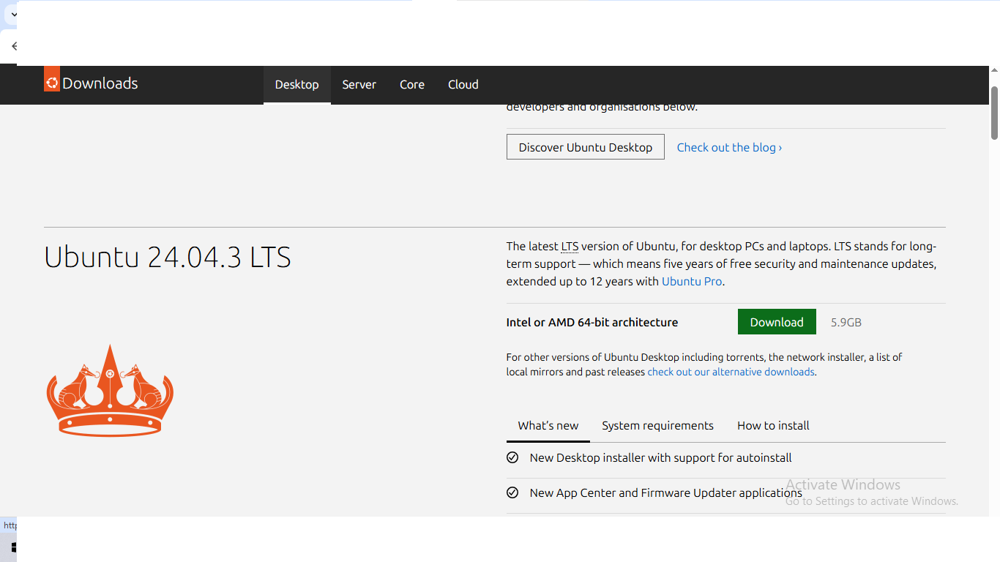 Downloads
Desktop
Server
Core
Cloud
developers and organisations below.
Discover Ubuntu Desktop
Check out the blog ›
Ubuntu 24.04.3 LTS
The latest LTS version of Ubuntu, for desktop PCs and laptops. LTS stands for long-
term support — which means five years of free security and maintenance updates,
extended up to 12 years with Ubuntu Pro.
Intel or AMD 64-bit architecture
Download
5.9GB
For other versions of Ubuntu Desktop including torrents, the network installer, a list of
local mirrors and past releases check out our alternative downloads.
What's new
System requirements
How to install
New Desktop installer with support for autoinstall
New App Center and Firmware Updater applications
Activate Windows
Go to Settings to activate Windows.